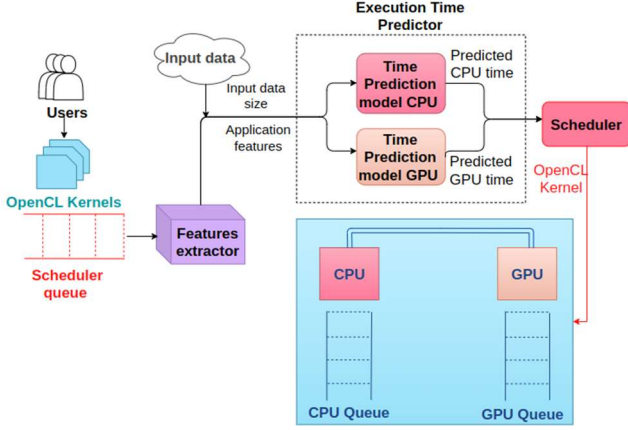 Execution Time
Predictor
Input data
Users
Input data
size
Application
features
Time
Prediction
model CPU
Predicted
CPU time
Time
Prediction
model GPU
Predicted
GPU time
Scheduler
OpenCL
Kernel
OpenCL Kernels
Features
extractor
Scheduler
queue
CPU
GPU
CPU Queue
GPU Queue